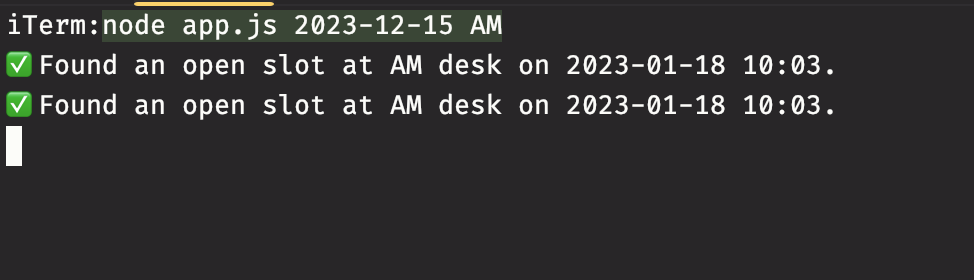 iTerm:node app.js 2023-12-15 AM
✅ Found an open slot at AM desk on 2023-01-18 10:03.
✅ Found an open slot at AM desk on 2023-01-18 10:03.